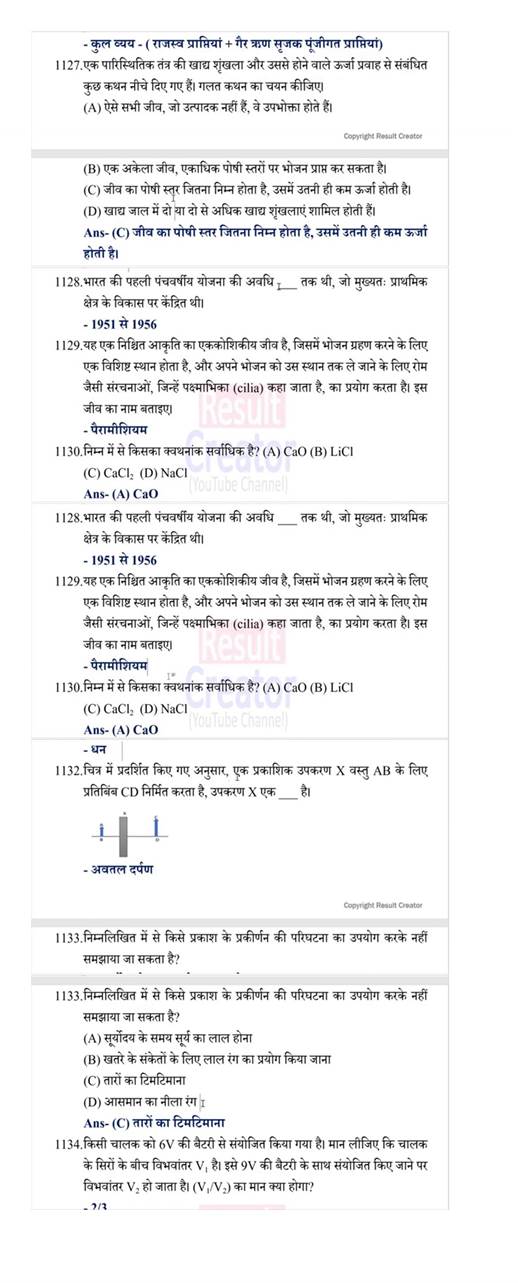 - कुल व्यय - ( राजस्व प्राप्तियां + गैर ऋण सृजक पूंजीगत प्राप्तियां)
1127.एक पारिस्थितिक तंत्र की खाद्य शृंखला और उससे होने वाले ऊर्जा प्रवाह से संबंधित
कुछ कथन नीचे दिए गए हैं। गलत कथन का चयन कीजिए।
(A) ऐसे सभी जीव, जो उत्पादक नहीं हैं, वे उपभोक्ता होते हैं।
Copyright Result Creator
(B) एक अकेला जीव, एकाधिक पोषी स्तरों पर भोजन प्राप्त कर सकता है।
(C) जीव का पोषी स्तर जितना निम्न होता है, उसमें उतनी ही कम ऊर्जा होती है।
(D) खाद्य जाल में दो या दो से अधिक खाद्य शृंखलाएं शामिल होती हैं।
Ans- (C) जीव का पोषी स्तर जितना निम्न होता है, उसमें उतनी ही कम ऊर्जा
होती है।
1128.भारत की पहली पंचवर्षीय योजना की अवधि ___ तक थी, जो मुख्यतः प्राथमिक
क्षेत्र के विकास पर केंद्रित थी।
- 1951 से 1956
1129.यह एक निश्चित आकृति का एककोशिकीय जीव है, जिसमें भोजन ग्रहण करने के लिए
एक विशिष्ट स्थान होता है, और अपने भोजन को उस स्थान तक ले जाने के लिए रोम
जैसी संरचनाओं, जिन्हें पक्ष्माभिका (cilia) कहा जाता है, का प्रयोग करता है। इस
जीव का नाम बताइए।
- पैरामीशियम
1130.निम्न में से किसका क्वथनांक सर्वाधिक है? (A) CaO (B) LiCl
(C) CaCl₂ (D) NaCl
Ans- (A) CaO
Result
Creator
(YouTube Channel)
1128.भारत की पहली पंचवर्षीय योजना की अवधि ___ तक थी, जो मुख्यतः प्राथमिक
क्षेत्र के विकास पर केंद्रित थी।
- 1951 से 1956
1129.यह एक निश्चित आकृति का एककोशिकीय जीव है, जिसमें भोजन ग्रहण करने के लिए
एक विशिष्ट स्थान होता है, और अपने भोजन को उस स्थान तक ले जाने के लिए रोम
जैसी संरचनाओं, जिन्हें पक्ष्माभिका (cilia) कहा जाता है, का प्रयोग करता है। इस
जीव का नाम बताइए।
- पैरामीशियम
1130.निम्न में से किसका क्वथनांक सर्वाधिक है? (A) CaO (B) LiCl
(C) CaCl₂ (D) NaCl
Ans- (A) CaO
Result
Creator
(YouTube Channel)
- धन
1132.चित्र में प्रदर्शित किए गए अनुसार, एक प्रकाशिक उपकरण X वस्तु AB के लिए
प्रतिबिंब CD निर्मित करता है, उपकरण X एक ___ है।
- अवतल दर्पण
Copyright Result Creator
1133.निम्नलिखित में से किसे प्रकाश के प्रकीर्णन की परिघटना का उपयोग करके नहीं
समझाया जा सकता है?
1133.निम्नलिखित में से किसे प्रकाश के प्रकीर्णन की परिघटना का उपयोग करके नहीं
समझाया जा सकता है?
(A) सूर्योदय के समय सूर्य का लाल होना
(B) खतरे के संकेतों के लिए लाल रंग का प्रयोग किया जाना
(C) तारों का टिमटिमाना
(D) आसमान का नीला रंग
Ans- (C) तारों का टिमटिमाना
1134.किसी चालक को 6V की बैटरी से संयोजित किया गया है। मान लीजिए कि चालक
के सिरों के बीच विभवांतर V₁ है। इसे 9V की बैटरी के साथ संयोजित किए जाने पर
विभवांतर V₂ हो जाता है। (V₁/V₂) का मान क्या होगा?
- 2/3